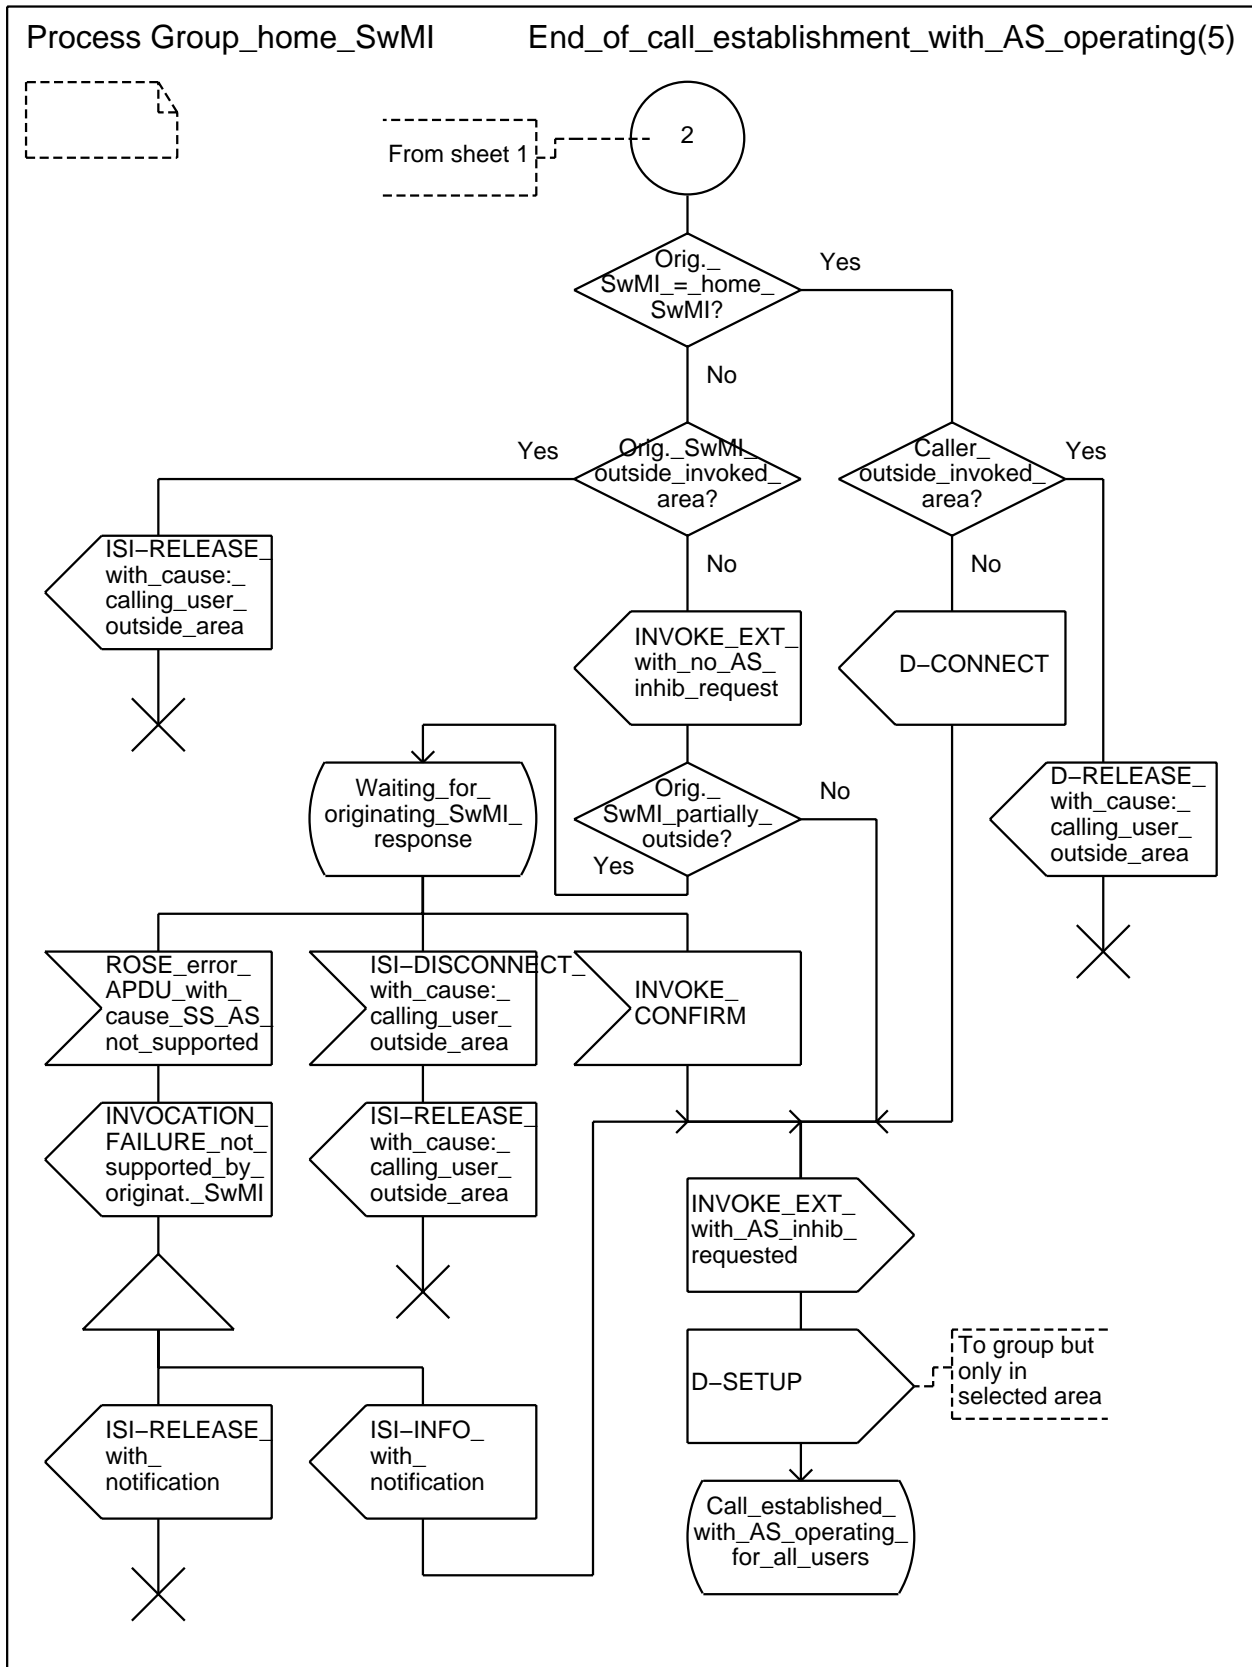 Process Group_home_SwMI
End_of_call_establishment_with_AS_operating(5)
From sheet 1
2
Orig._
SwMI_=_home_
SwMI?
Yes
No
Yes
Orig._SwMI_
outside_invoked_
area?
Caller_
outside_invoked_
area?
Yes
ISI–RELEASE_
with_cause:_
calling_user_
outside_area
No
No
INVOKE_EXT_
with_no_AS_
inhib_request
D–CONNECT
Waiting_for_
originating_SwMI_
response
Orig._
SwMI_partially_
outside?
No
Yes
D–RELEASE_
with_cause:_
calling_user_
outside_area
ROSE_error_
APDU_with_
cause_SS_AS_
not_supported
ISI–DISCONNECT_
with_cause:_
calling_user_
outside_area
INVOKE_
CONFIRM
INVOCATION_
FAILURE_not_
supported_by_
originat._SwMI
ISI–RELEASE_
with_cause:_
calling_user_
outside_area
INVOKE_EXT_
with_AS_inhib_
requested
D–SETUP
To group but
only in
selected area
ISI–RELEASE_
with_
notification
ISI–INFO_
with_
notification
Call_established_
with_AS_operating_
for_all_users